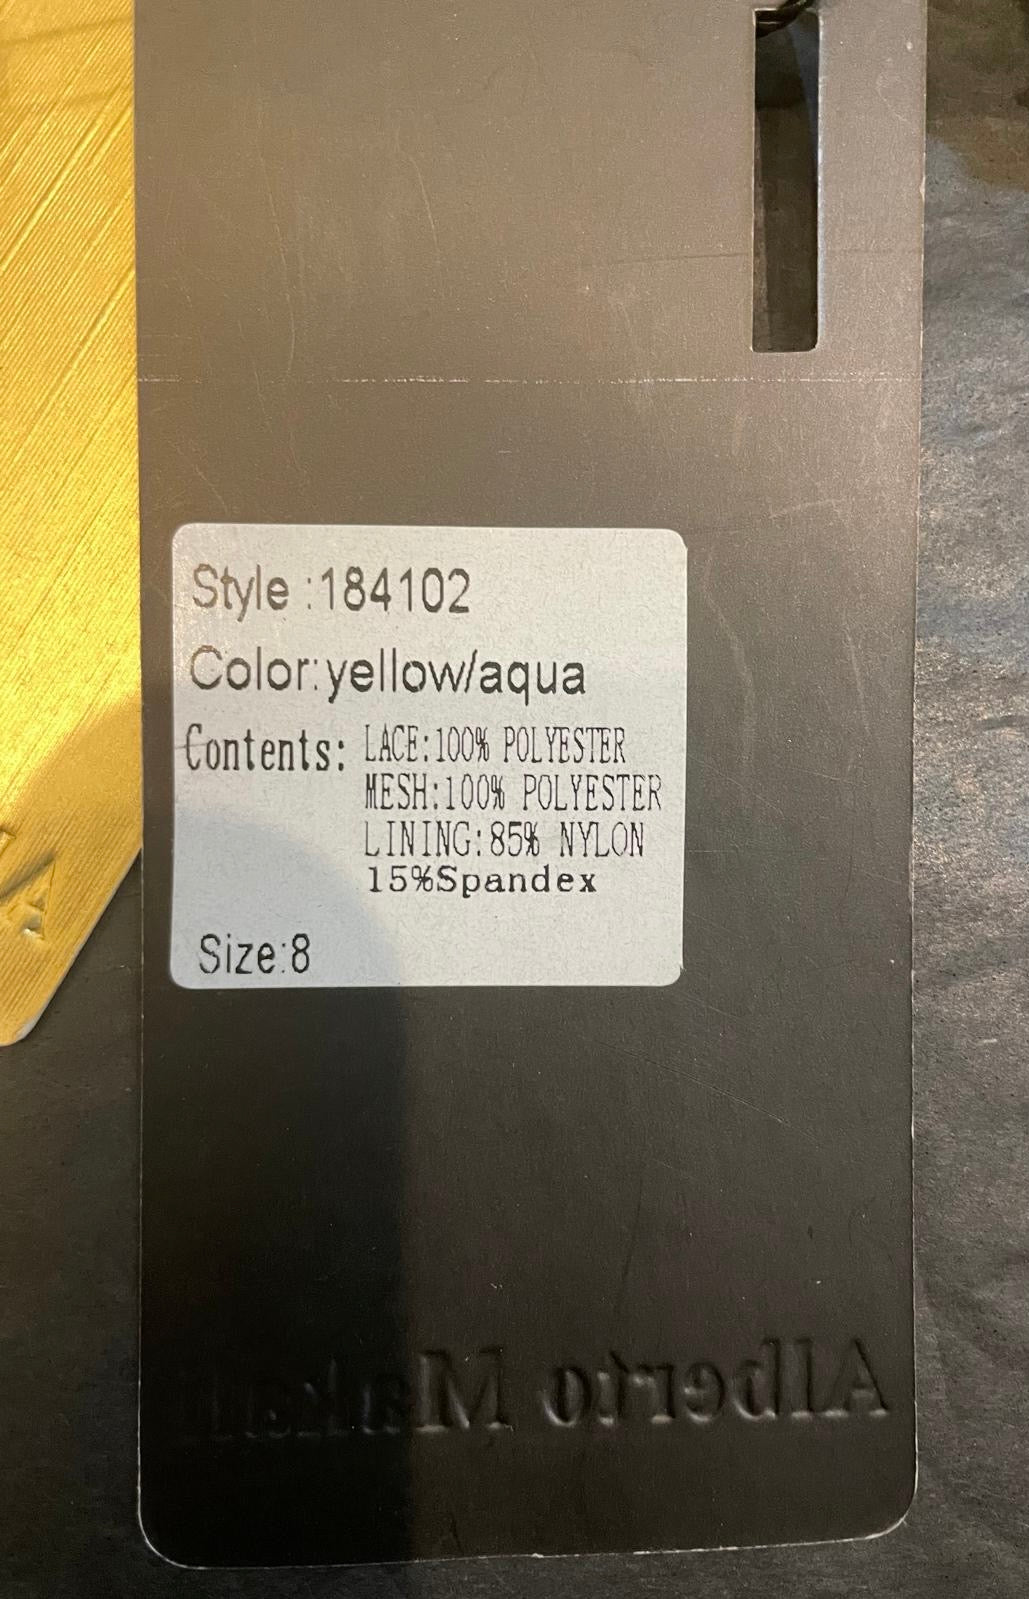 Style :184102
Color:yellow/aqua
Contents: LACE:100% POLYESTER
MESH:100% POLYESTER
LINING:85% NYLON
15%Spandex
Size:8
Alberto Makali